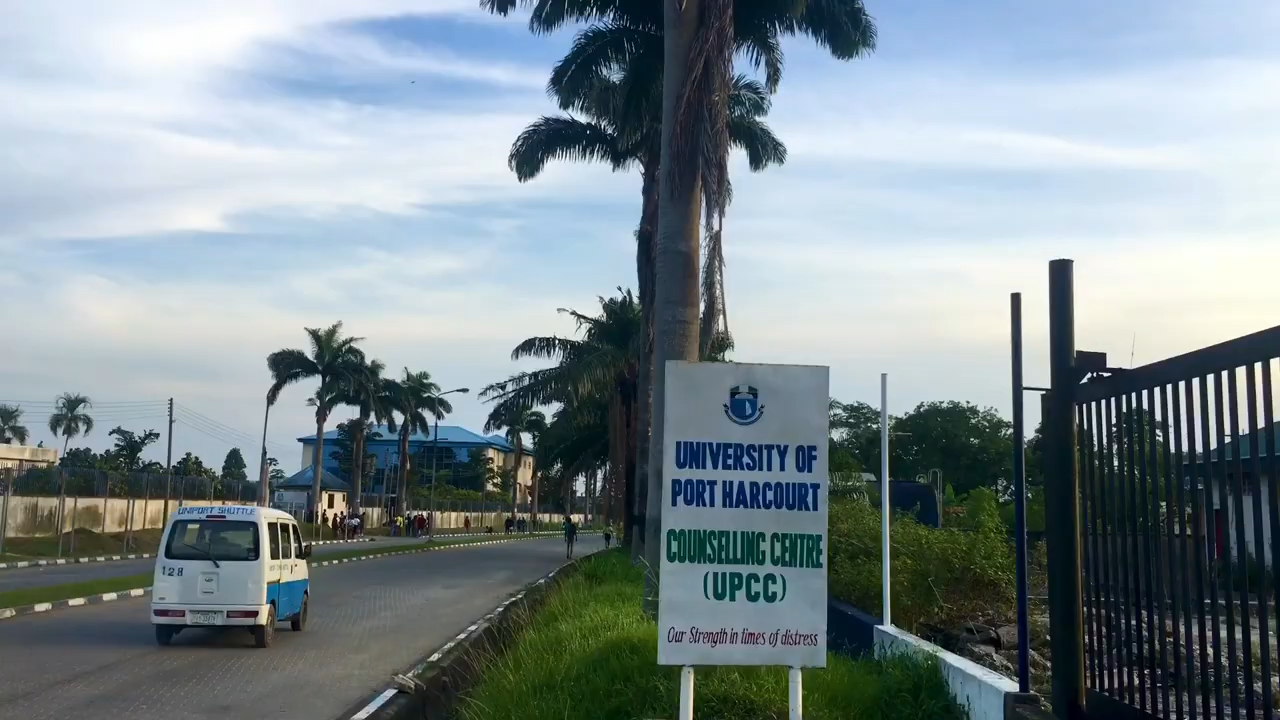 UNIPORT SHUTTLE
128
UNIVERSITY OF
PORT HARCOURT
COUNSELLING CENTRE
(UPCC)
Our Strength in times of distress